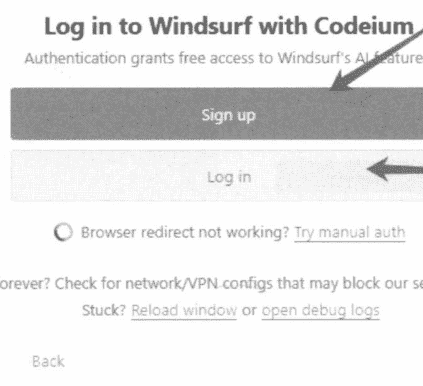 Log in to Windsurf with Codeium
Authentication grants free access to Windsurf's AI feature
Sign up
Log in
Browser redirect not working? Try manual auth
orever? Check for network/VPN configs that may block our se
Stuck? Reload window or open debug logs
Back